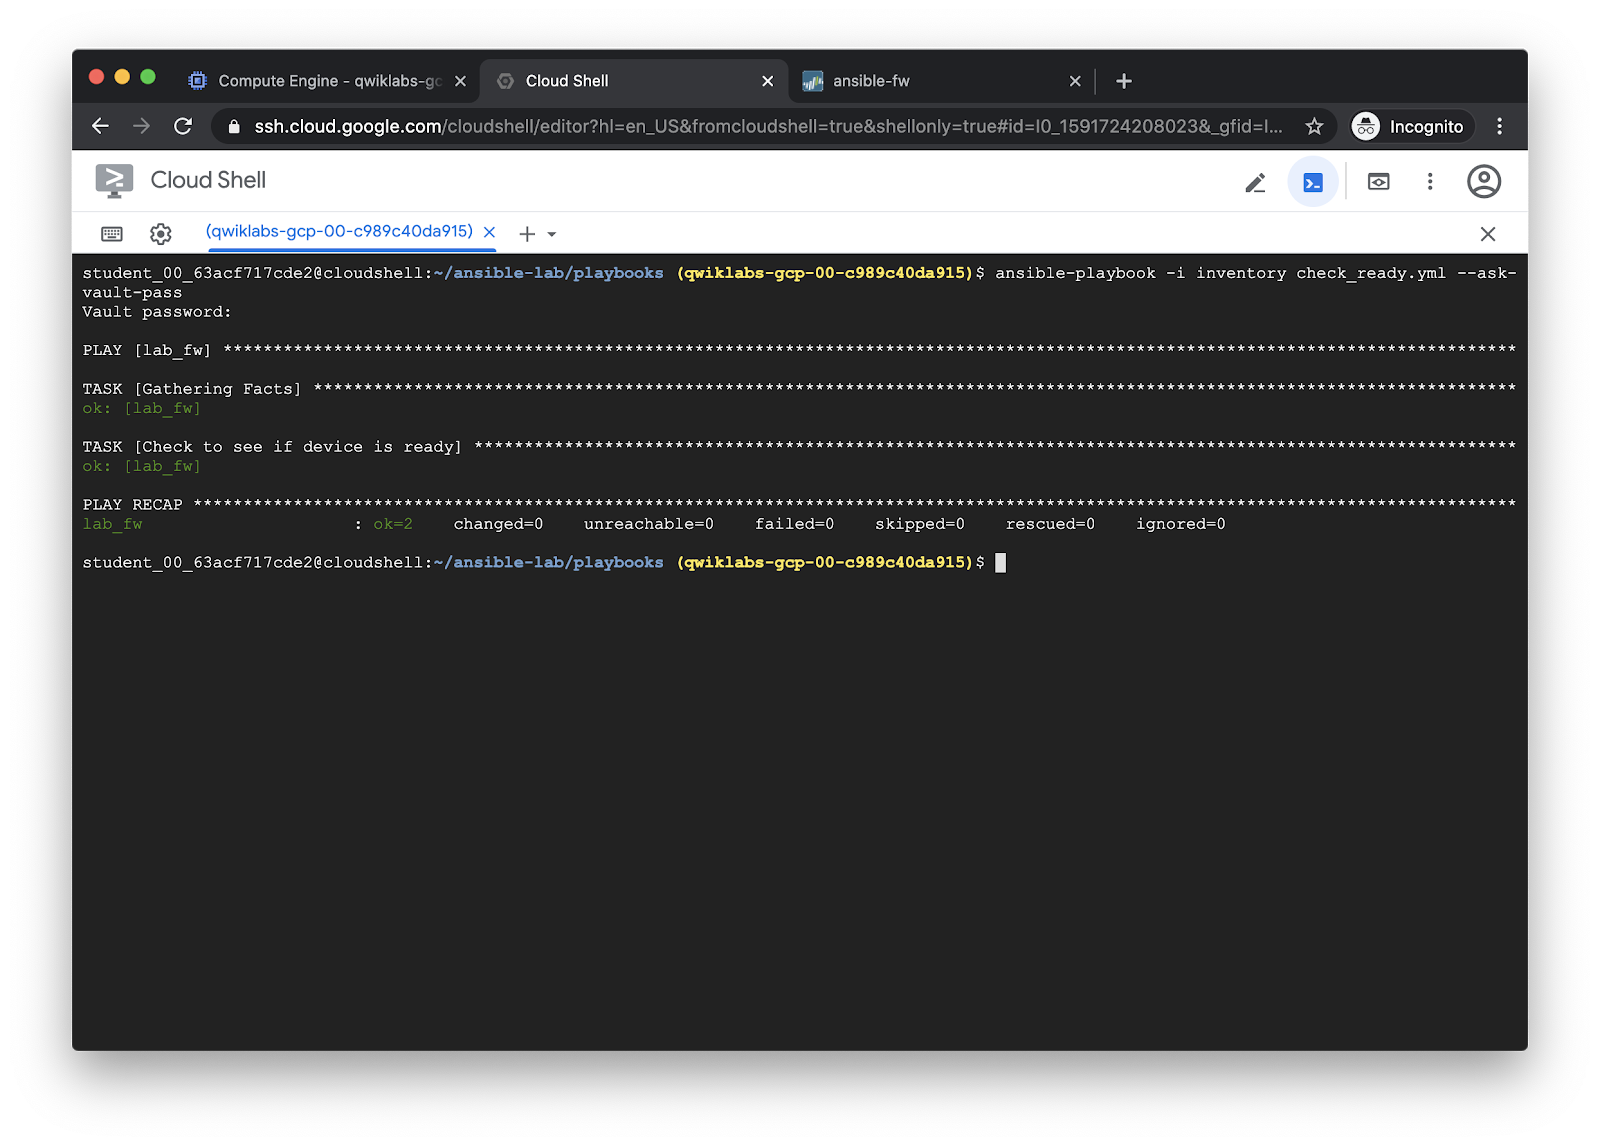 Compute Engine - qwiklabs-gc
Cloud Shell
ansible-fw
ssh.cloud.google.com/cloudshell/editor?hl=en_US&fromcloudshell=true&shellonly=true#id=I0_1591724208023&_gfid=I...
Incognito
Cloud Shell
(qwiklabs-gcp-00-c989c40da915)
student_00_63acf717cde2@cloudshell:~/ansible-lab/playbooks (qwiklabs-gcp-00-c989c40da915)$ ansible-playbook -i inventory check_ready.yml --ask-
vault-pass
Vault password:
PLAY [lab_fw] *********************************************************************************************************************************
TASK [Gathering Facts] ************************************************************************************************************************
ok: [lab_fw]
TASK [Check to see if device is ready] ********************************************************************************************************
ok: [lab_fw]
PLAY RECAP ************************************************************************************************************************************
lab_fw                     : ok=2    changed=0    unreachable=0    failed=0    skipped=0    rescued=0    ignored=0
student_00_63acf717cde2@cloudshell:~/ansible-lab/playbooks (qwiklabs-gcp-00-c989c40da915)$